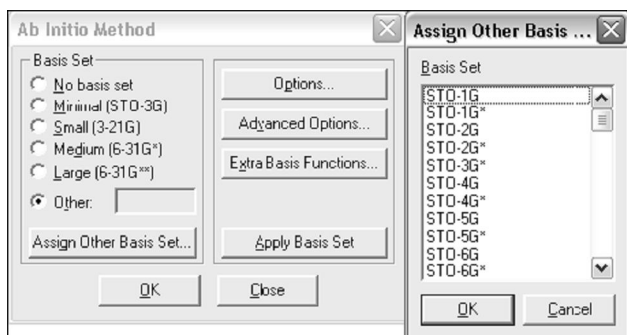 Ab Initio Method
Basis Set
No basis set
Minimal (STO-3G)
Small (3-21G)
Medium (6-31G*)
Large (6-31G**)
Other:
Assign Other Basis Set...
Options...
Advanced Options...
Extra Basis Functions...
Apply Basis Set
OK
Close
Assign Other Basis ...
Basis Set
STO-1G
STO-1G*
STO-2G
STO-2G*
STO-3G*
STO-4G
STO-4G*
STO-5G
STO-5G*
STO-6G
STO-6G*
OK
Cancel